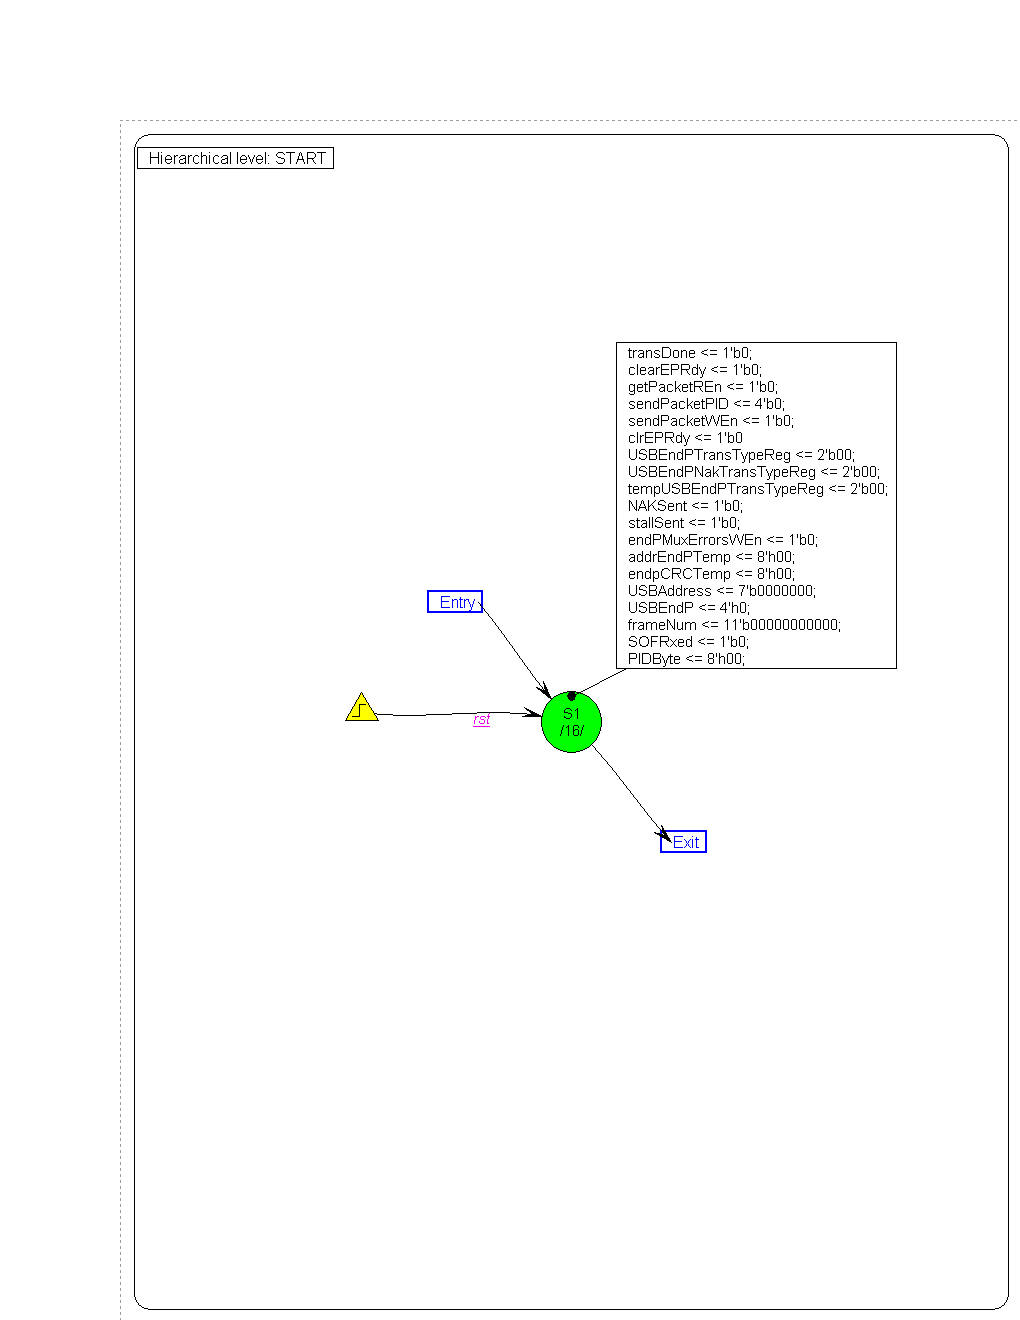 Hierarchical level: START
transDone <= 1'b0;
clearEPRdy <= 1'b0;
getPacketREn <= 1'b0;
sendPacketPID <= 4'b0;
sendPacketWEn <= 1'b0;
clrEPRdy <= 1'b0
USBEndPTransTypeReg <= 2'b00;
USBEndPNakTransTypeReg <= 2'b00;
tempUSBEndPTransTypeReg <= 2'b00;
NAKSent <= 1'b0;
stallSent <= 1'b0;
endPMuxErrorsWEn <= 1'b0;
addrEndPTemp <= 8'h00;
endpCRCTemp <= 8'h00;
USBAddress <= 7'b0000000;
USBEndP <= 4'h0;
frameNum <= 11'b00000000000;
SOFRxed <= 1'b0;
PIDByte <= 8'h00;
Entry
rst
S1
/16/
Exit